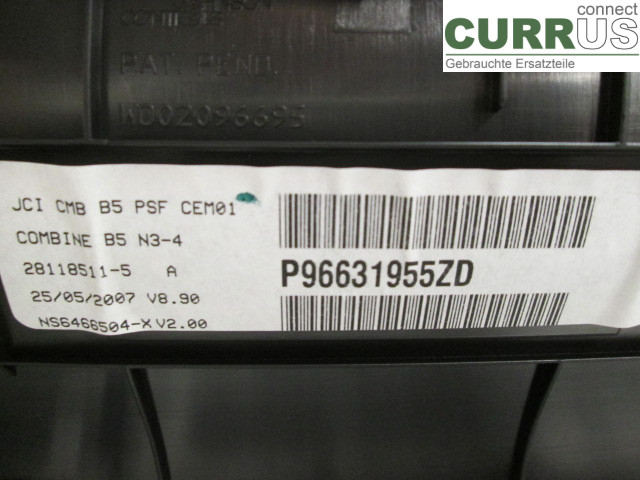 connect
CURRUS
Gebrauchte Ersatzteile
PAT. PEND.
WO02096695
JCI CMB B5 PSF CEM01
COMBINE B5 N3-4
28118511-5 A
25/05/2007 V8.90
NS6466504-X V2.00
P96631955ZD